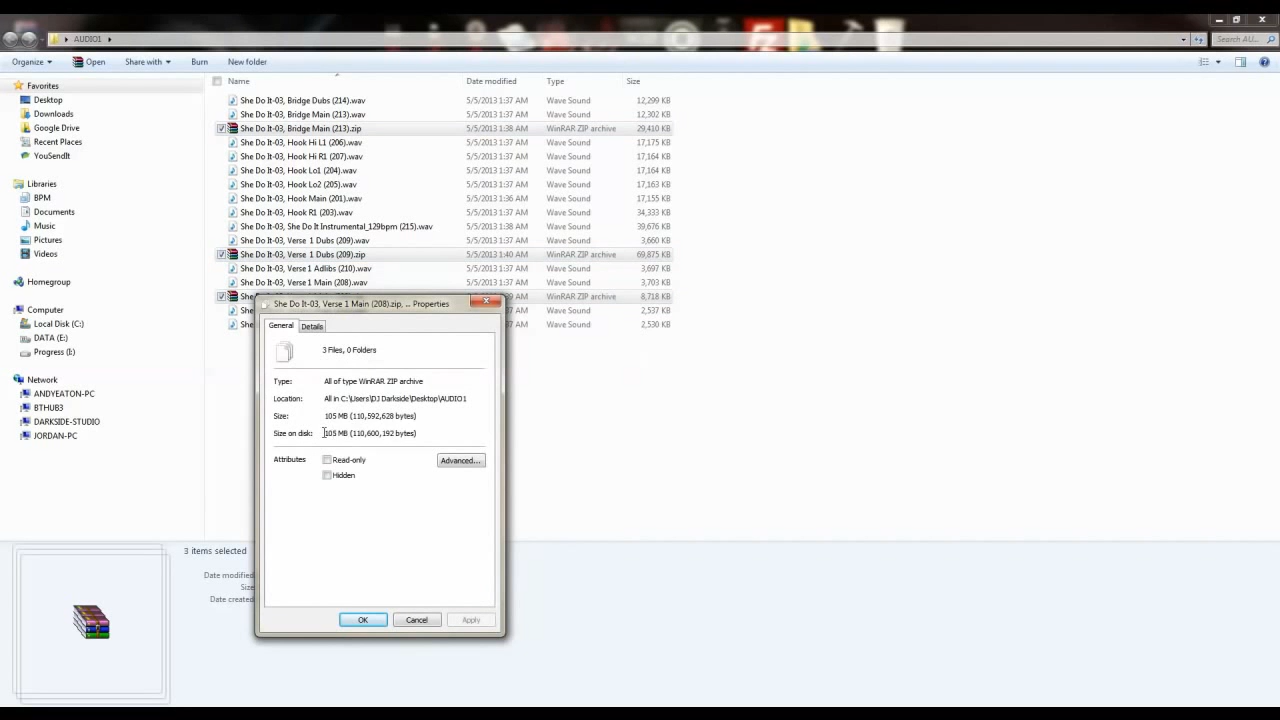 AUDIO1
Search AU...
Organize Open Share with Burn New folder
Name Date modified Type Size
Favorites
Desktop
Downloads
Google Drive
Recent Places
YouSendIt
Libraries
BPM
Documents
Music
Pictures
Videos
Homegroup
Computer
Local Disk (C:)
DATA (E:)
Progress (I:)
Network
ANDYEATON-PC
BTHUB3
DARKSIDE-STUDIO
JORDAN-PC
She Do It-03, Bridge Dubs (214).wav 5/5/2013 1:37 AM Wave Sound 12,299 KB
She Do It-03, Bridge Main (213).wav 5/5/2013 1:37 AM Wave Sound 12,302 KB
She Do It-03, Bridge Main (213).zip 5/5/2013 1:38 AM WinRAR ZIP archive 29,410 KB
She Do It-03, Hook Hi L1 (206).wav 5/5/2013 1:37 AM Wave Sound 17,175 KB
She Do It-03, Hook Hi R1 (207).wav 5/5/2013 1:37 AM Wave Sound 17,164 KB
She Do It-03, Hook Lo1 (204).wav 5/5/2013 1:37 AM Wave Sound 17,164 KB
She Do It-03, Hook Lo2 (205).wav 5/5/2013 1:37 AM Wave Sound 17,163 KB
She Do It-03, Hook Main (201).wav 5/5/2013 1:36 AM Wave Sound 17,155 KB
She Do It-03, Hook R1 (203).wav 5/5/2013 1:37 AM Wave Sound 34,333 KB
She Do It-03, She Do It Instrumental_129bpm (215).wav 5/5/2013 1:38 AM Wave Sound 39,676 KB
She Do It-03, Verse 1 Dubs (209).wav 5/5/2013 1:37 AM Wave Sound 3,660 KB
She Do It-03, Verse 1 Dubs (209).zip 5/5/2013 1:40 AM WinRAR ZIP archive 69,875 KB
She Do It-03, Verse 1 Adlibs (210).wav 5/5/2013 1:37 AM Wave Sound 3,697 KB
She Do It-03, Verse 1 Main (208).wav 5/5/2013 1:37 AM Wave Sound 3,703 KB
AM WinRAR ZIP archive 8,718 KB
AM Wave Sound 2,537 KB
AM Wave Sound 2,530 KB
She Do It-03, Verse 1 Main (208).zip, ... Properties
General Details
3 Files, 0 Folders
Type: All of type WinRAR ZIP archive
Location: All in C:\Users\DJ Darkside\Desktop\AUDIO1
Size: 105 MB (110,592,628 bytes)
Size on disk: 105 MB (110,600,192 bytes)
Attributes Read-only Advanced...
Hidden
OK Cancel Apply
3 items selected
Date modified
Size
Date created